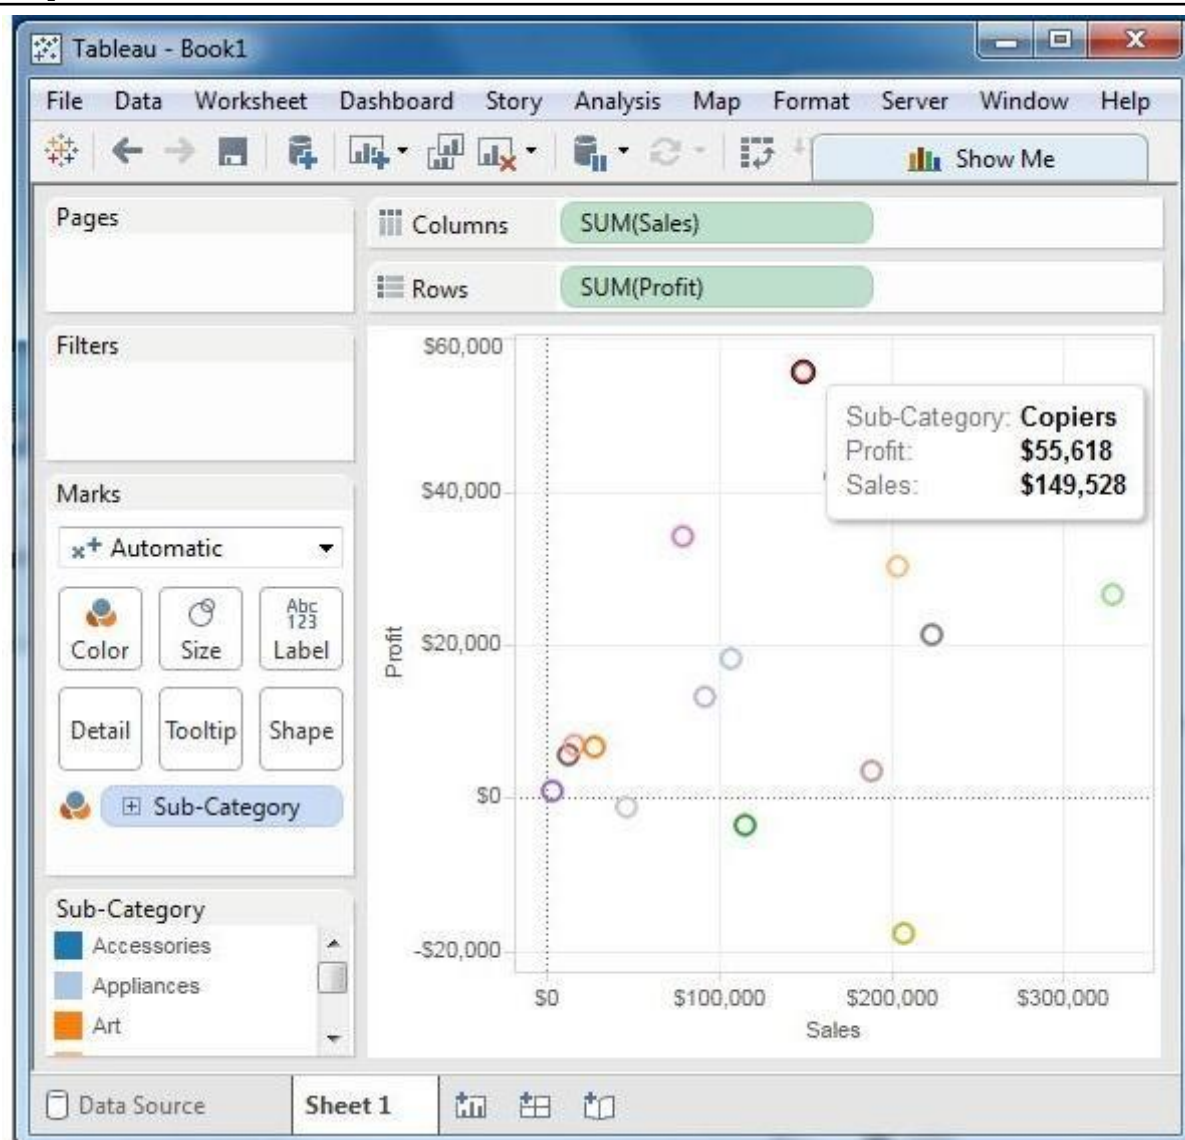 Tableau - Book1
File Data Worksheet Dashboard Story Analysis Map Format Server Window Help
Show Me
Pages
Columns SUM(Sales)
Rows SUM(Profit)
Filters
Marks
Automatic
Color Size Abc 123 Label
Detail Tooltip Shape
Sub-Category
Sub-Category
Accessories
Appliances
Art
$60,000
$40,000
$20,000
$0
-$20,000
Profit
Sub-Category: Copiers
Profit: $55,618
Sales: $149,528
$0 $100,000 $200,000 $300,000
Sales
Data Source Sheet 1